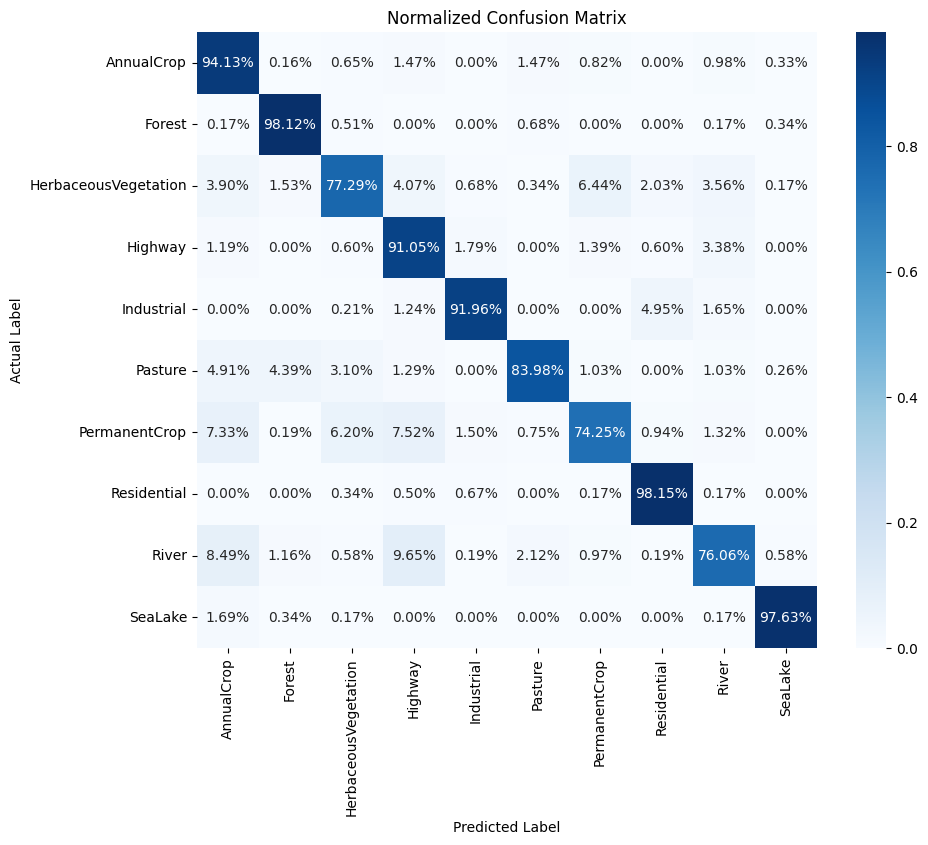 Normalized Confusion Matrix
Actual Label
AnnualCrop 94.13% 0.16% 0.65% 1.47% 0.00% 1.47% 0.82% 0.00% 0.98% 0.33%
Forest 0.17% 98.12% 0.51% 0.00% 0.00% 0.68% 0.00% 0.00% 0.17% 0.34%
HerbaceousVegetation 3.90% 1.53% 77.29% 4.07% 0.68% 0.34% 6.44% 2.03% 3.56% 0.17%
Highway 1.19% 0.00% 0.60% 91.05% 1.79% 0.00% 1.39% 0.60% 3.38% 0.00%
Industrial 0.00% 0.00% 0.21% 1.24% 91.96% 0.00% 0.00% 4.95% 1.65% 0.00%
Pasture 4.91% 4.39% 3.10% 1.29% 0.00% 83.98% 1.03% 0.00% 1.03% 0.26%
PermanentCrop 7.33% 0.19% 6.20% 7.52% 1.50% 0.75% 74.25% 0.94% 1.32% 0.00%
Residential 0.00% 0.00% 0.34% 0.50% 0.67% 0.00% 0.17% 98.15% 0.17% 0.00%
River 8.49% 1.16% 0.58% 9.65% 0.19% 2.12% 0.97% 0.19% 76.06% 0.58%
SeaLake 1.69% 0.34% 0.17% 0.00% 0.00% 0.00% 0.00% 0.00% 0.17% 97.63%
AnnualCrop Forest HerbaceousVegetation Highway Industrial Pasture PermanentCrop Residential River SeaLake
Predicted Label
0.8
0.6
0.4
0.2
0.0